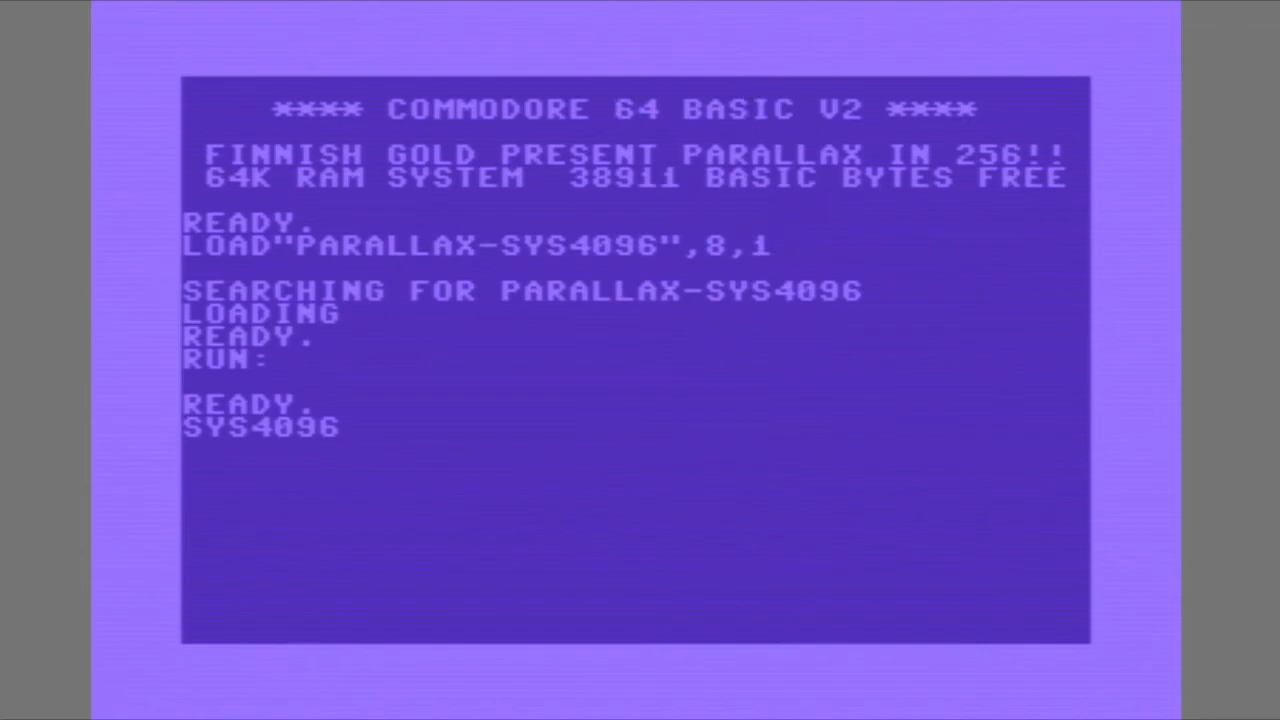 **** COMMODORE 64 BASIC V2 ****
FINNISH GOLD PRESENT PARALLAX IN 256!!
64K RAM SYSTEM  38911 BASIC BYTES FREE
READY.
LOAD"PARALLAX-SYS4096",8,1
SEARCHING FOR PARALLAX-SYS4096
LOADING
READY.
RUN:
READY.
SYS4096